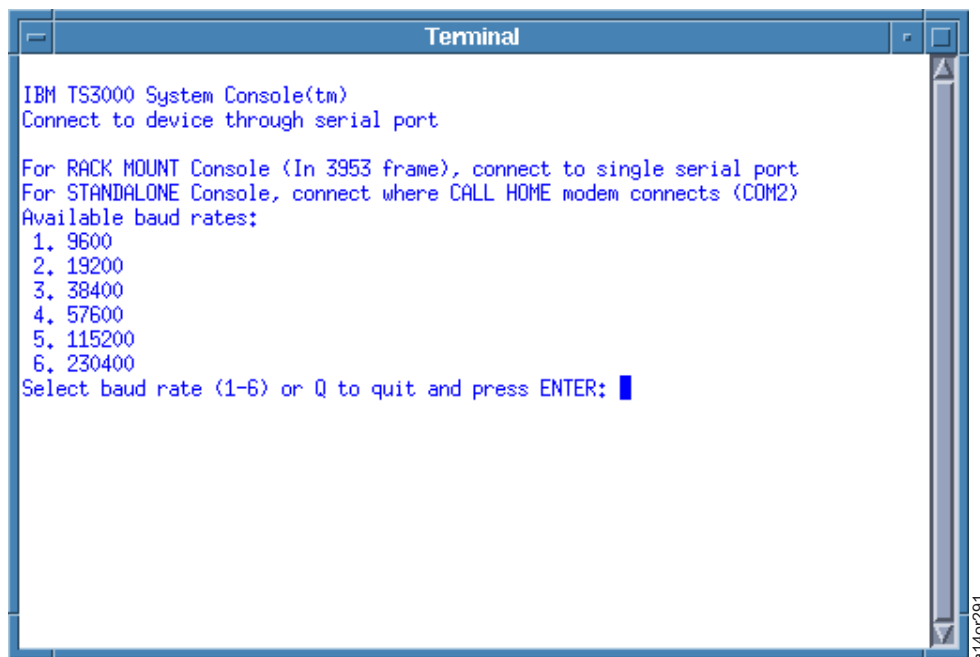 Terminal
IBM TS3000 System Console(tm)
Connect to device through serial port
For RACK MOUNT Console (In 3953 frame), connect to single serial port
For STANDALONE Console, connect where CALL HOME modem connects (COM2)
Available baud rates:
1. 9600
2. 19200
3. 38400
4. 57600
5. 115200
6. 230400
Select baud rate (1-6) or Q to quit and press ENTER: